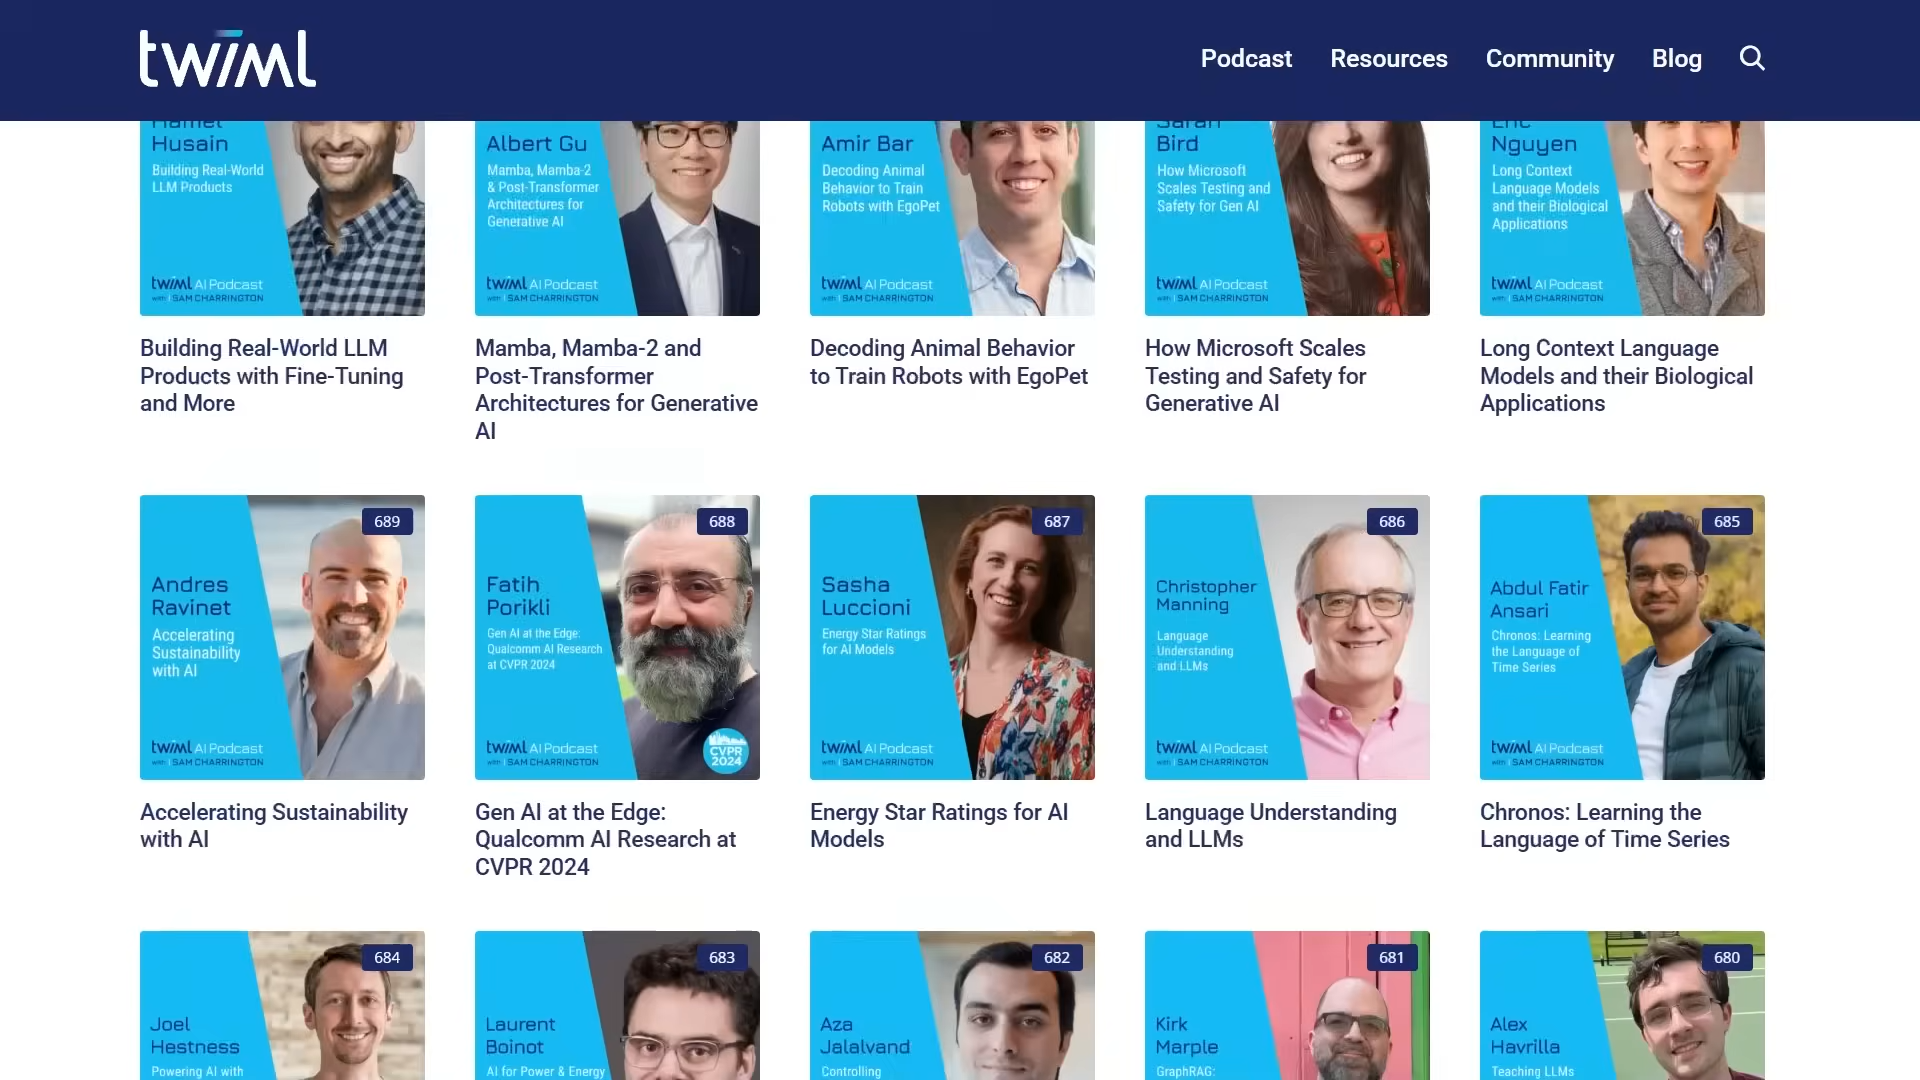 twiml
Podcast
Resources
Community
Blog
Hamel
Husain
Building Real-World
LLM Products
twiml AI Podcast
with SAM CHARRINGTON
Albert Gu
Mamba, Mamba-2
& Post-Transformer
Architectures for
Generative AI
twiml AI Podcast
with SAM CHARRINGTON
Amir Bar
Decoding Animal
Behavior to Train
Robots with EgoPet
twiml AI Podcast
with SAM CHARRINGTON
Sarah
Bird
How Microsoft
Scales Testing and
Safety for Gen AI
twiml AI Podcast
with SAM CHARRINGTON
Eric
Nguyen
Long Context
Language Models
and their Biological
Applications
twiml AI Podcast
with SAM CHARRINGTON
Building Real-World LLM
Products with Fine-Tuning
and More
Mamba, Mamba-2 and
Post-Transformer
Architectures for Generative
AI
Decoding Animal Behavior
to Train Robots with EgoPet
How Microsoft Scales
Testing and Safety for
Generative AI
Long Context Language
Models and their Biological
Applications
689
Andres
Ravinet
Accelerating
Sustainability
with AI
twiml AI Podcast
with SAM CHARRINGTON
688
Fatih
Porikli
Gen AI at the Edge:
Qualcomm AI Research
at CVPR 2024
twiml AI Podcast
with SAM CHARRINGTON
CVPR
2024
687
Sasha
Luccioni
Energy Star Ratings
for AI Models
twiml AI Podcast
with SAM CHARRINGTON
686
Christopher
Manning
Language
Understanding
and LLMs
twiml AI Podcast
with SAM CHARRINGTON
685
Abdul Fatir
Ansari
Chronos: Learning
the Language of
Time Series
twiml AI Podcast
with SAM CHARRINGTON
Accelerating Sustainability
with AI
Gen AI at the Edge:
Qualcomm AI Research at
CVPR 2024
Energy Star Ratings for AI
Models
Language Understanding
and LLMs
Chronos: Learning the
Language of Time Series
684
Joel
Hestness
Powering AI with
683
Laurent
Boinot
AI for Power & Energy
682
Aza
Jalalvand
Controlling
681
Kirk
Marple
GraphRAG:
680
Alex
Havrilla
Teaching LLMs